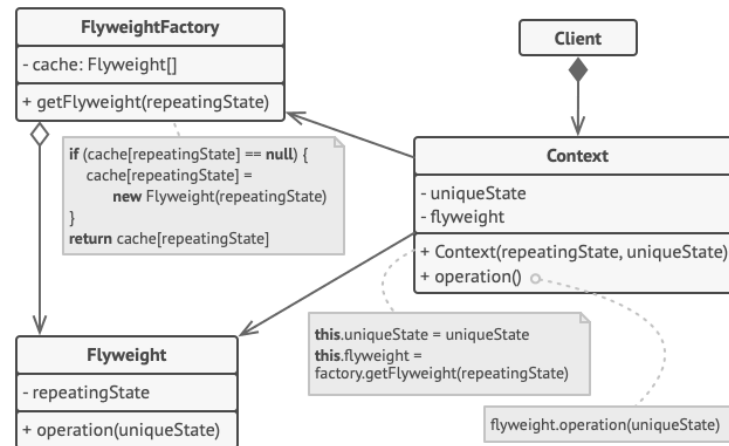 FlyweightFactory
- cache: Flyweight[]
+ getFlyweight(repeatingState)
if (cache[repeatingState] == null) {
cache[repeatingState] =
new Flyweight(repeatingState)
}
return cache[repeatingState]
Client
Context
- uniqueState
- flyweight
+ Context(repeatingState, uniqueState)
+ operation()
this.uniqueState = uniqueState
this.flyweight =
factory.getFlyweight(repeatingState)
flyweight.operation(uniqueState)
Flyweight
- repeatingState
+ operation(uniqueState)